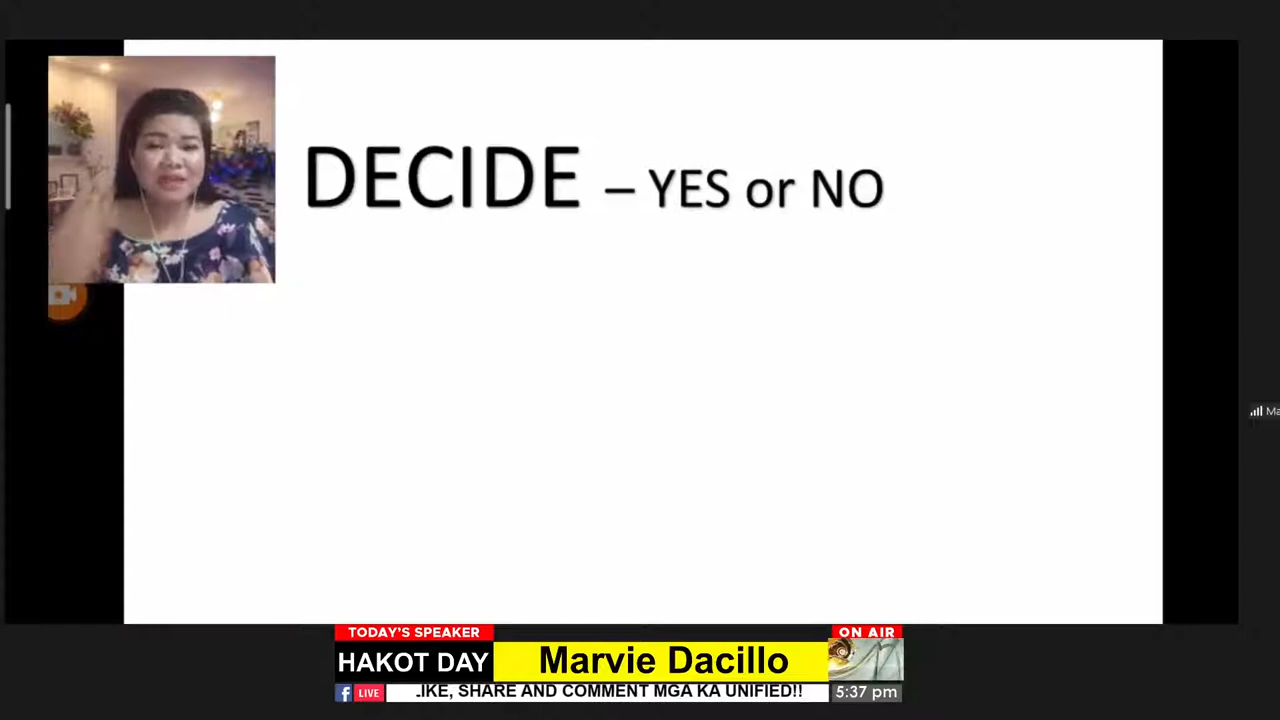 DECIDE – YES or NO
Ma
TODAY'S SPEAKER
ON AIR
HAKOT DAY
Marvie Dacillo
LIVE
IKE, SHARE AND COMMENT MGA KA UNIFIED!!
5:37 pm